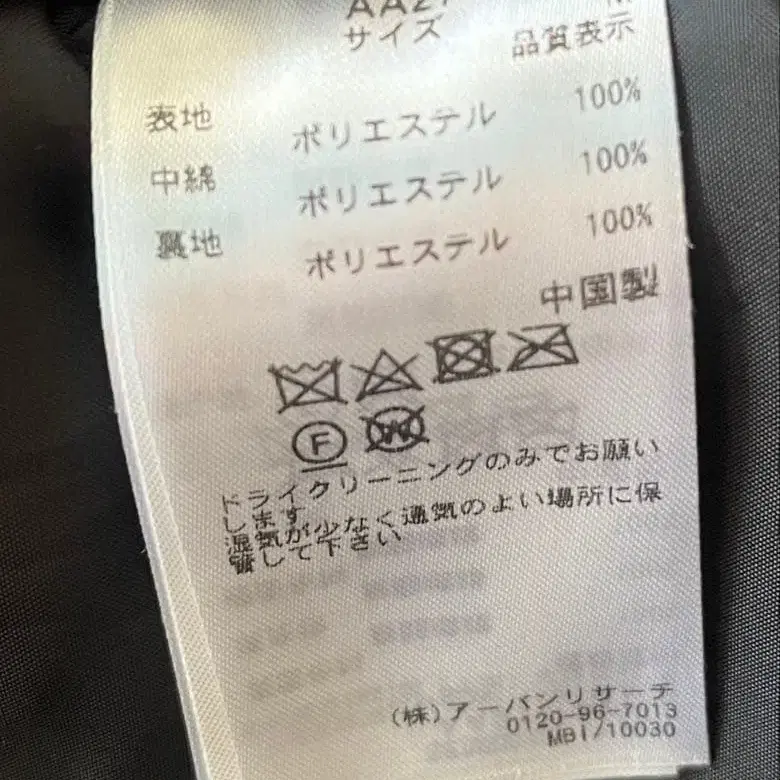 AA27
サイズ M
品質表示
表地 ポリエステル 100%
中綿 ポリエステル 100%
裏地 ポリエステル 100%
中国製
F
W
ドライクリーニングのみでお願い
します
湿気が少なく通気のよい場所に保
管して下さい
(株)アーバンリサーチ
0120-96-7013
MBI/10030